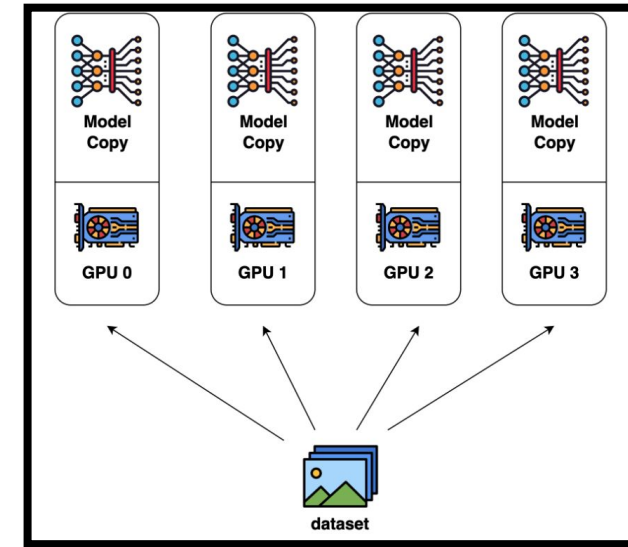 Model
Copy
Model
Copy
Model
Copy
Model
Copy
GPU 0
GPU 1
GPU 2
GPU 3
dataset